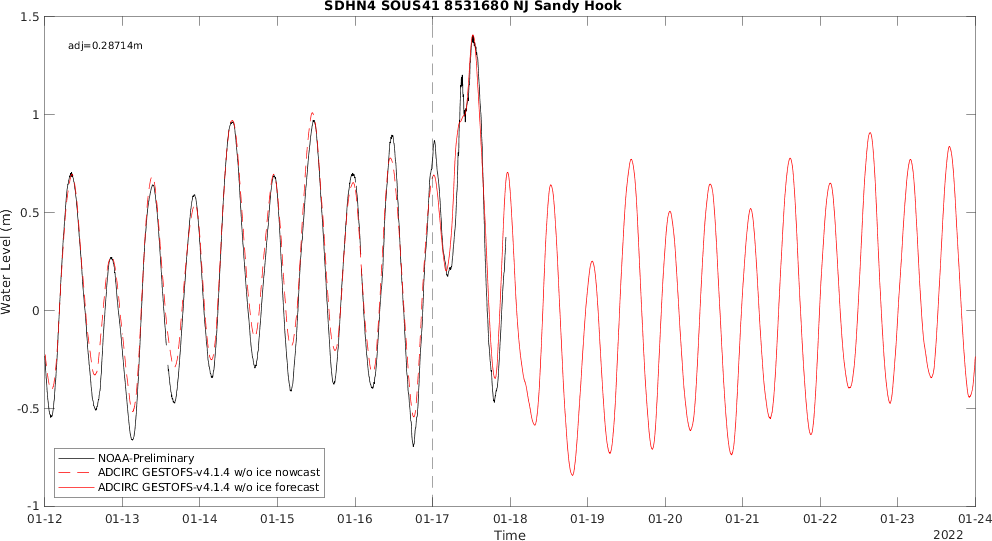 SDHN4 SOUS41 8531680 NJ Sandy Hook
adj=0.28714m
1.5
1
0.5
0
-0.5
-1
Water Level (m)
NOAA-Preliminary
ADCIRC GESTOFS-v4.1.4 w/o ice nowcast
ADCIRC GESTOFS-v4.1.4 w/o ice forecast
01-12 01-13 01-14 01-15 01-16 01-17 01-18 01-19 01-20 01-21 01-22 01-23 01-24
Time
2022